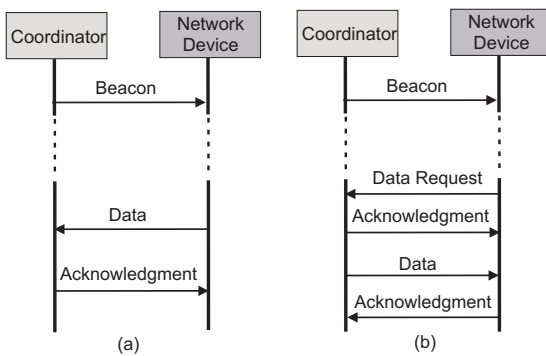 Coordinator
Network
Device
Beacon
Data
Acknowledgment
(a)
Coordinator
Network
Device
Beacon
Data Request
Acknowledgment
Data
Acknowledgment
(b)